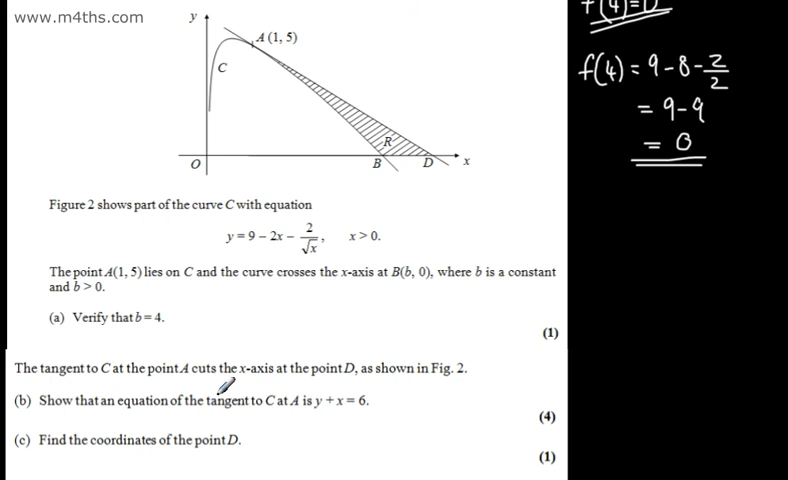 www.m4ths.com
y
A (1, 5)
C
R
O
B
D
x
Figure 2 shows part of the curve C with equation
y = 9 – 2x – 2/√x, x > 0.
The point A(1, 5) lies on C and the curve crosses the x-axis at B(b, 0), where b is a constant
and b > 0.
(a) Verify that b = 4.
(1)
The tangent to C at the point A cuts the x-axis at the point D, as shown in Fig. 2.
(b) Show that an equation of the tangent to C at A is y + x = 6.
(4)
(c) Find the coordinates of the point D.
(1)
f(4)=0
f(4) = 9 - 8 - 2/2
= 9-9
= 0